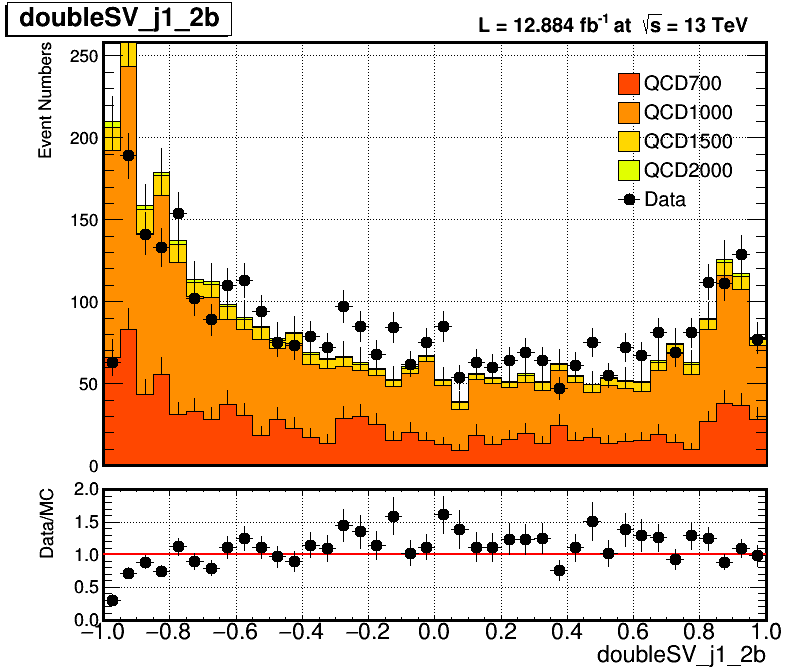 doubleSV_j1_2b
L = 12.884 fb-1 at √s = 13 TeV
Event Numbers
250
200
150
100
50
0
QCD700
QCD1000
QCD1500
QCD2000
Data
Data/MC
2.0
1.5
1.0
0.5
0.0
−1.0 −0.8 −0.6 −0.4 −0.2 0.0 0.2 0.4 0.6 0.8 1.0
doubleSV_j1_2b